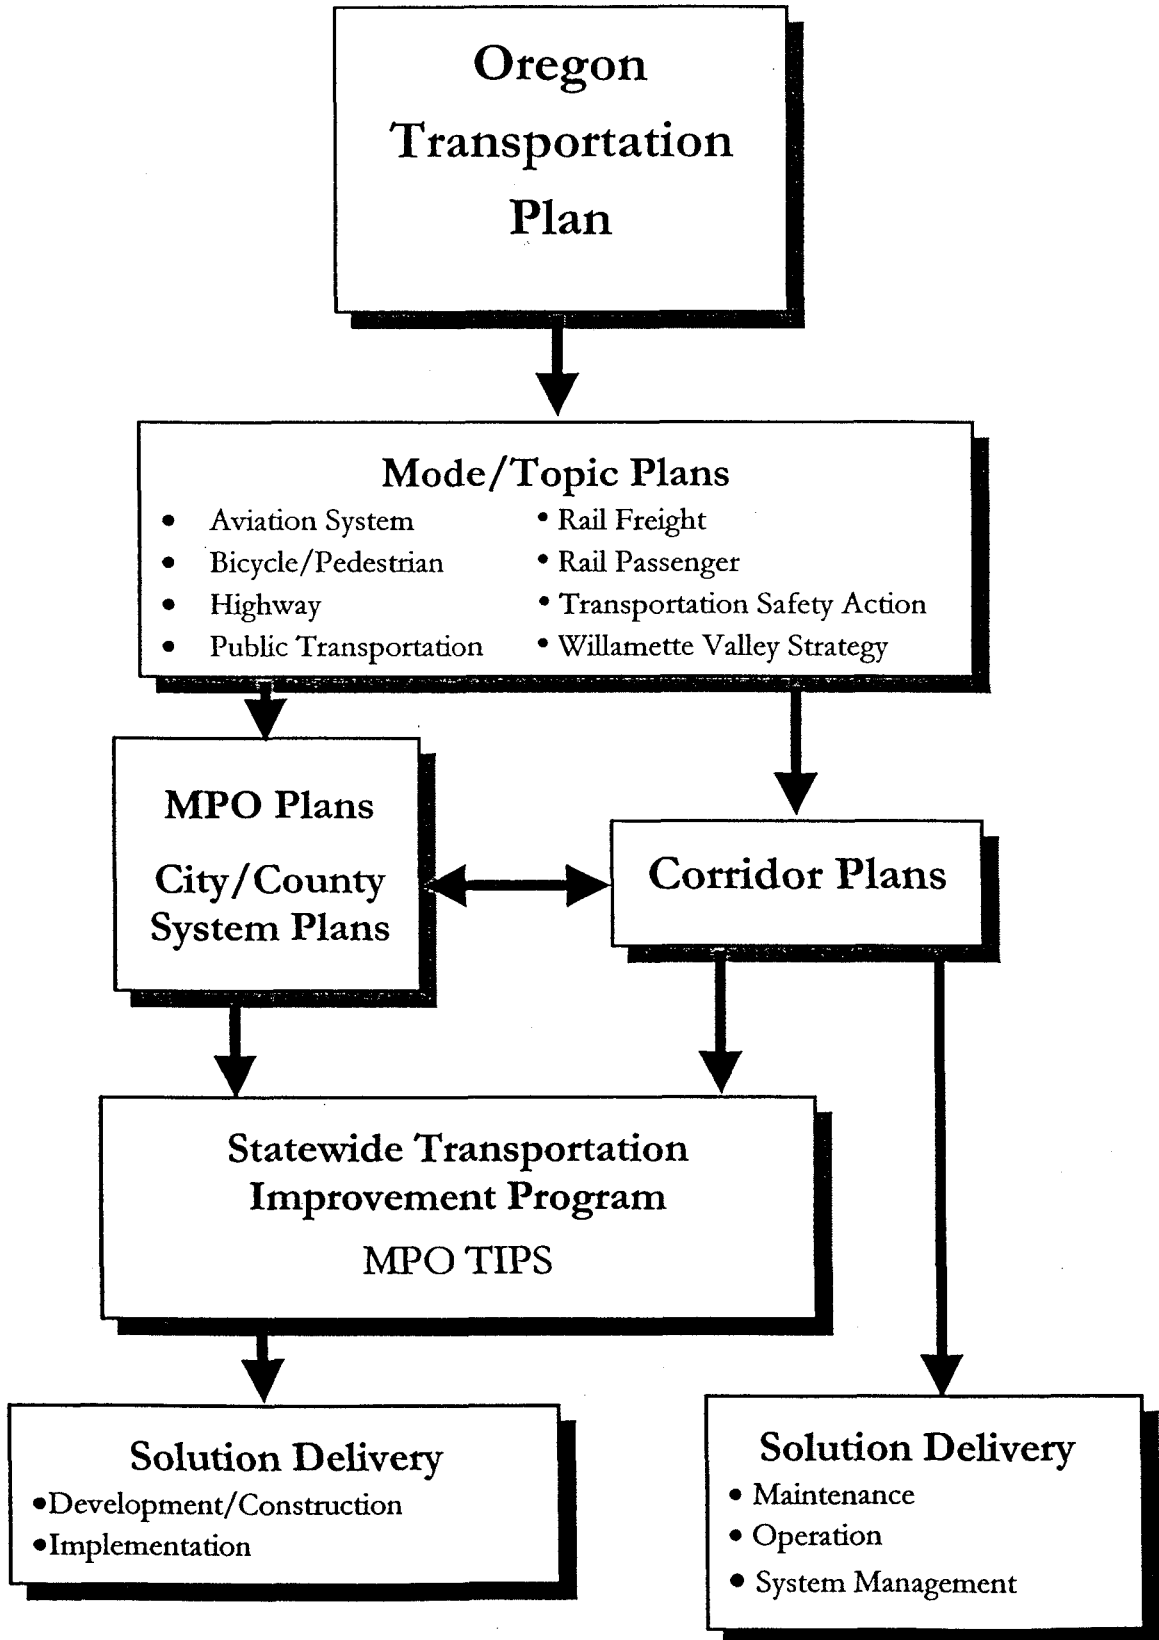 Oregon
Transportation
Plan
Mode/Topic Plans
• Aviation System
• Bicycle/Pedestrian
• Highway
• Public Transportation
• Rail Freight
• Rail Passenger
• Transportation Safety Action
• Willamette Valley Strategy
MPO Plans
City/County
System Plans
Corridor Plans
Statewide Transportation
Improvement Program
MPO TIPS
Solution Delivery
•Development/Construction
•Implementation
Solution Delivery
• Maintenance
• Operation
• System Management